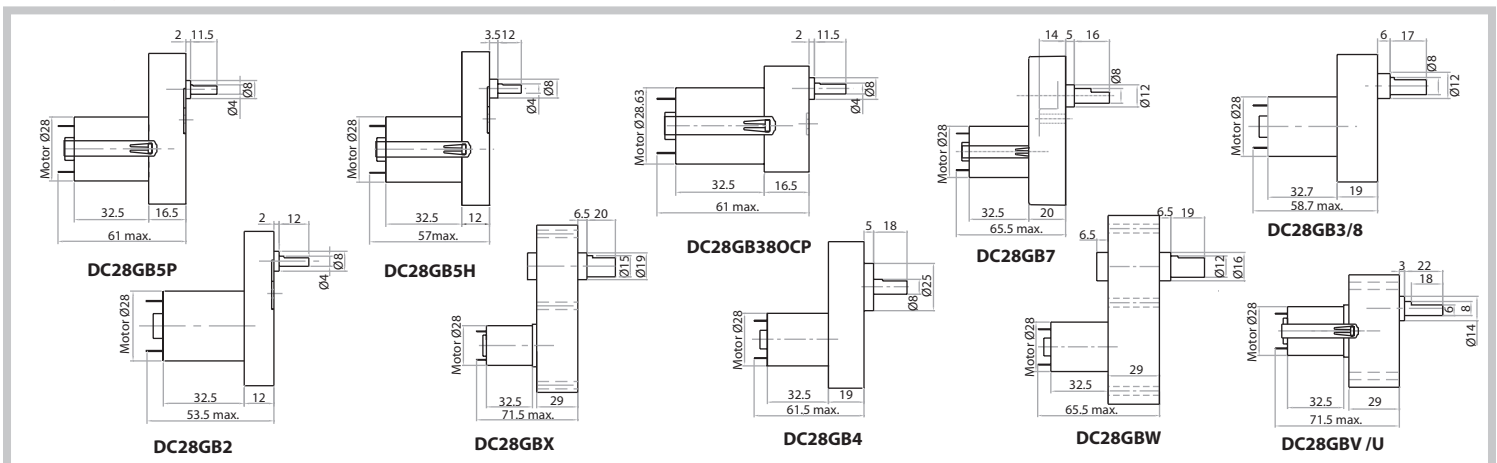 2 11.5
Ø8
Ø4
Motor Ø28
32.5 16.5
61 max.
DC28GB5P
3.5 12
Ø8
Ø4
Motor Ø28
32.5 12
57max.
DC28GB5H
2 11.5
Ø8
Ø4
Motor Ø28.63
32.5 16.5
61 max.
DC28GB38OCP
14 5 16
Ø8
Ø12
Motor Ø28
32.5 20
65.5 max.
DC28GB7
6 17
Ø8
Ø12
Motor Ø28
32.7 19
58.7 max.
DC28GB3/8
2 12
Ø8
Ø4
Motor Ø28
32.5 12
53.5 max.
DC28GB2
6.5 20
Ø15
Ø19
Motor Ø28
32.5 29
71.5 max.
DC28GBX
5 18
Ø8
Ø25
Motor Ø28
32.5 19
61.5 max.
DC28GB4
6.5 19
6.5
Ø12
Ø16
Motor Ø28
29
32.5
65.5 max.
DC28GBW
3 22
18
6
8
Ø14
Motor Ø28
32.5 29
71.5 max.
DC28GBV /U